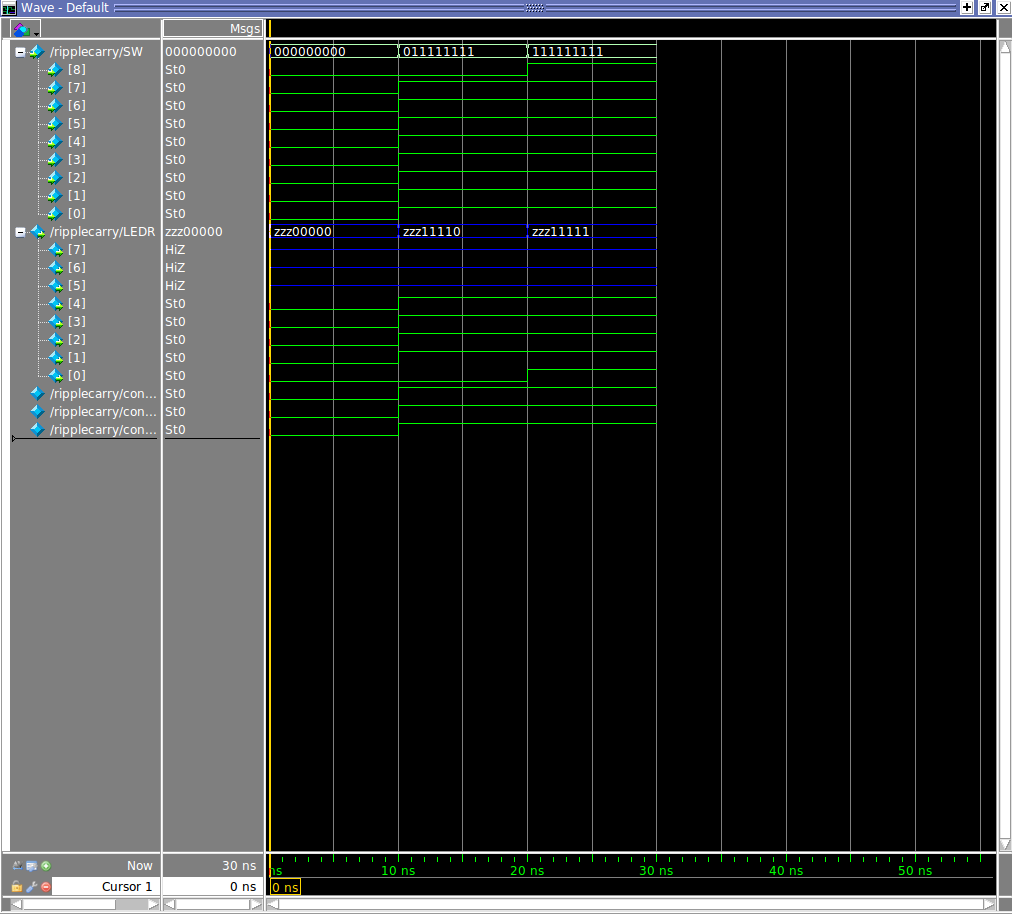 Wave - Default
Msgs
/ripplecarry/SW 000000000 000000000 011111111 111111111
[8] St0
[7] St0
[6] St0
[5] St0
[4] St0
[3] St0
[2] St0
[1] St0
[0] St0
/ripplecarry/LEDR zzz00000 zzz00000 zzz11110 zzz11111
[7] HiZ
[6] HiZ
[5] HiZ
[4] St0
[3] St0
[2] St0
[1] St0
[0] St0
/ripplecarry/con... St0
/ripplecarry/con... St0
/ripplecarry/con... St0
Now 30 ns ns 10 ns 20 ns 30 ns 40 ns 50 ns
Cursor 1 0 ns 0 ns